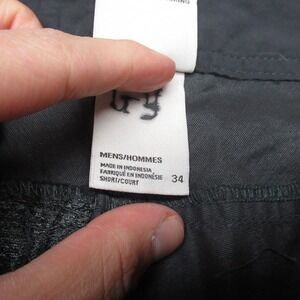 MENS/HOMMES
MADE IN INDONESIA
FABRIQUÉ EN INDONÉSIE
SHORT/COURT
34